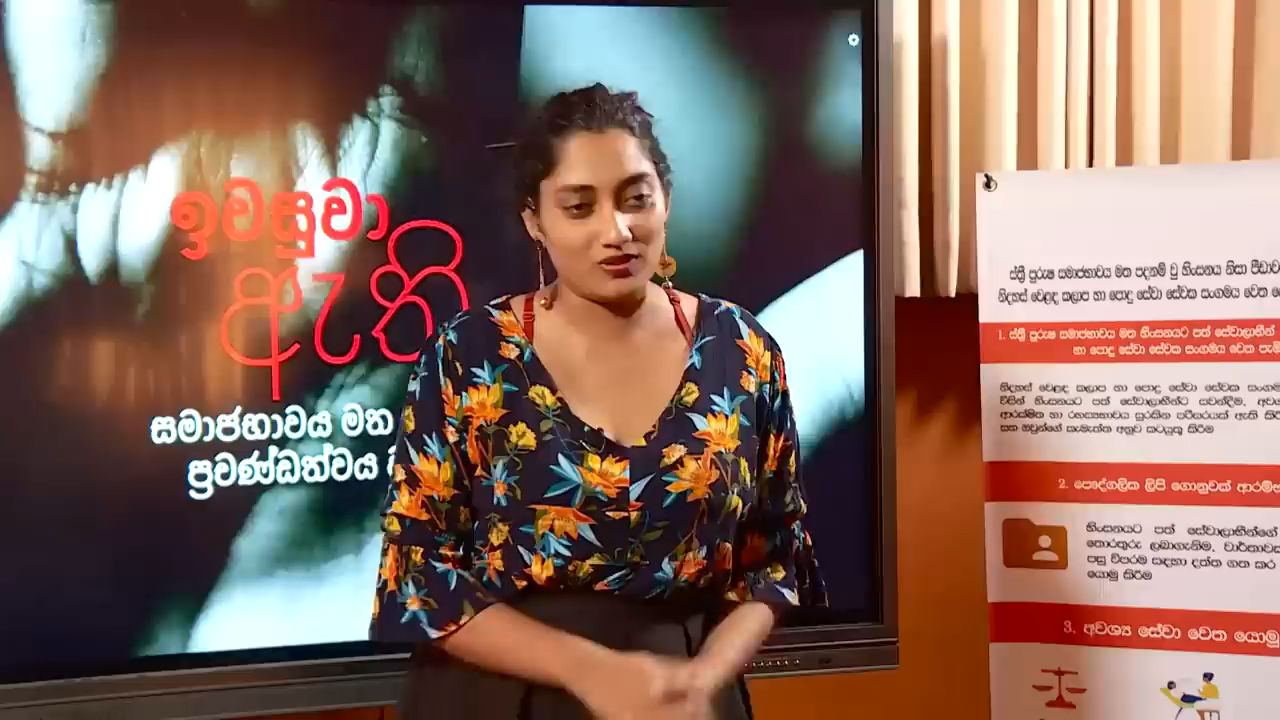 ඉවසුවා
ඇති
සමාජභාවය මත
ප්‍රචණ්ඩත්වය
ස්ත්‍රී පුරුෂ සමාජභාවය මත පදනම් වූ හිංසනය නිසා
නිදහස් වෙළඳ කලාප හා පොදු සේවා සේවක සංගමය වෙත
1. ස්ත්‍රී පුරුෂ සමාජභාවය මත හිංසනයට පත් සේවාලාභීන්ගේ
හා පොදු සේවා සේවක සංගමය වෙත
නිදහස් වෙළඳ කලාප හා පොදු සේවා සේවක
විසින් හිංසනයට පත් සේවාලාභීන්ට සවන්දීම,
ආරක්ෂිත හා රහස්‍යභාවය සුරකින පරිසරයක් ඇති
සහ ඔවුන්ගේ කැමැත්ත අනුව කටයුතු කිරීම
2. පෞද්ගලික ලිපි ගොනුවක්
හිංසනයට පත් සේවාලාභීන්ගේ
තොරතුරු ලබාගැනීම,
පසු විපරම සඳහා දත්ත ගත කර
යොමු කිරීම
3. අවශ්‍ය සේවා වෙත